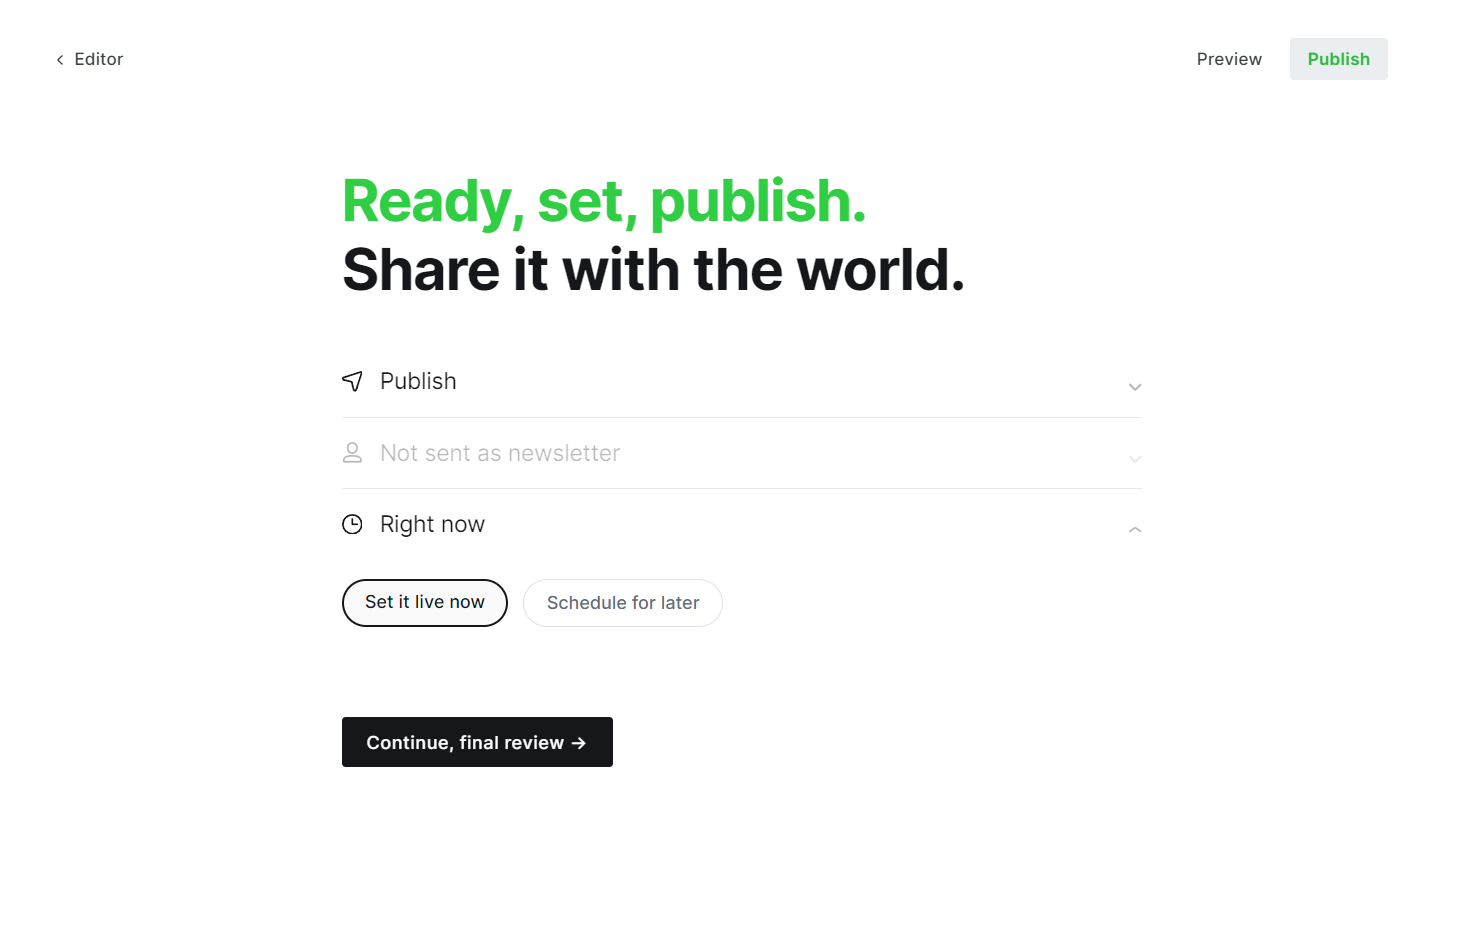 Editor
Preview
Publish
Ready, set, publish.
Share it with the world.
Publish
Not sent as newsletter
Right now
Set it live now
Schedule for later
Continue, final review →